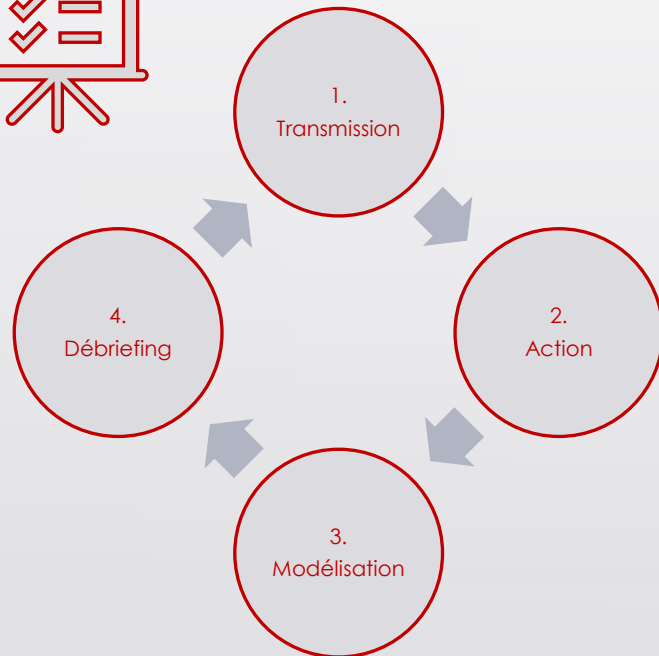 1.
Transmission
2.
Action
3.
Modélisation
4.
Débriefing